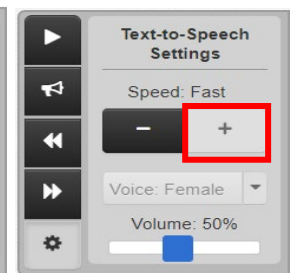 Text-to-Speech
Settings
Speed: Fast
− +
Voice: Female
Volume: 50%